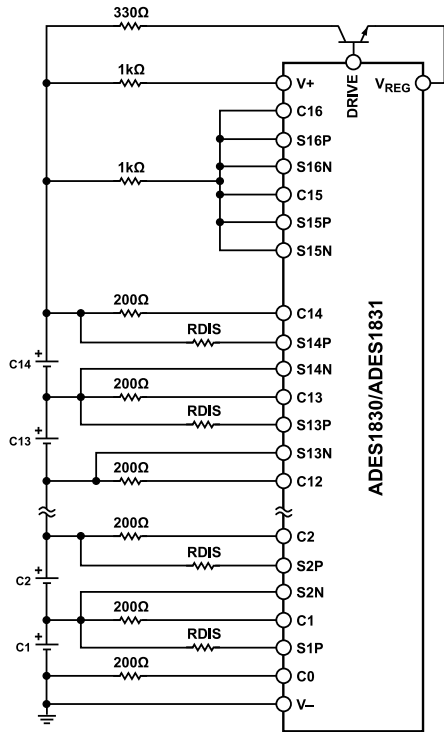 330Ω
1kΩ
V+
DRIVE
VREG
C16
S16P
S16N
1kΩ
C15
S15P
S15N
200Ω
C14
RDIS
S14P
+
C14
S14N
200Ω
C13
RDIS
S13P
+
C13
S13N
200Ω
C12
ADES1830/ADES1831
200Ω
C2
RDIS
S2P
+
C2
S2N
200Ω
C1
RDIS
S1P
+
C1
200Ω
C0
V–